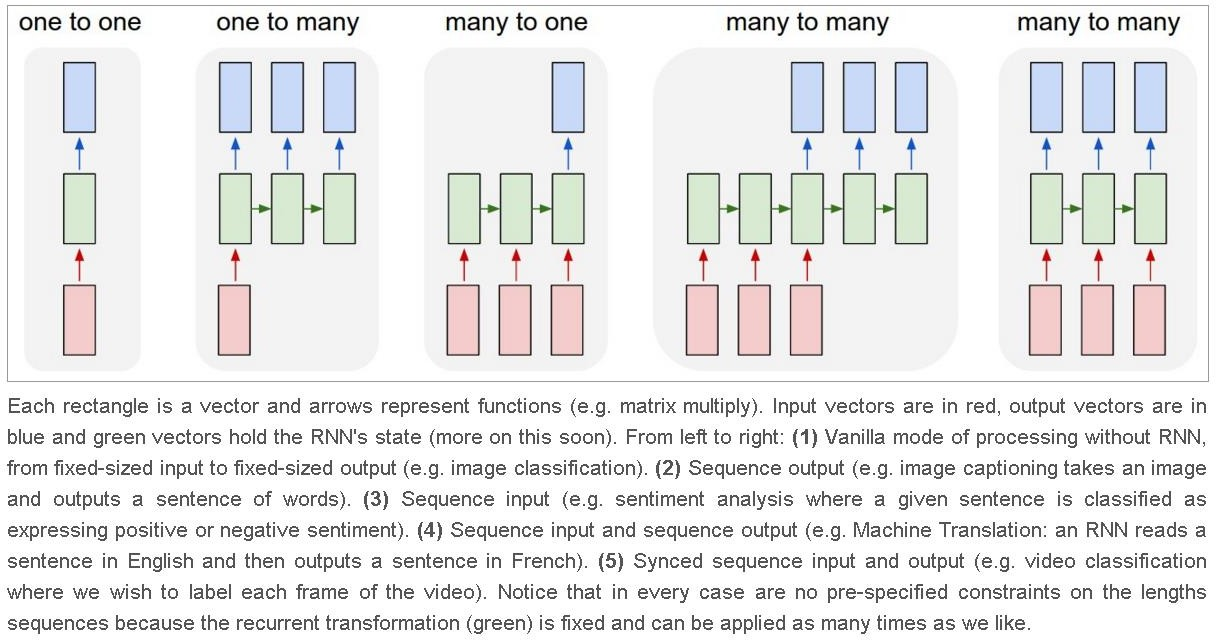 one to one one to many many to one many to many many to many
Each rectangle is a vector and arrows represent functions (e.g. matrix multiply). Input vectors are in red, output vectors are in
blue and green vectors hold the RNN's state (more on this soon). From left to right: (1) Vanilla mode of processing without RNN,
from fixed-sized input to fixed-sized output (e.g. image classification). (2) Sequence output (e.g. image captioning takes an image
and outputs a sentence of words). (3) Sequence input (e.g. sentiment analysis where a given sentence is classified as
expressing positive or negative sentiment). (4) Sequence input and sequence output (e.g. Machine Translation: an RNN reads a
sentence in English and then outputs a sentence in French). (5) Synced sequence input and output (e.g. video classification
where we wish to label each frame of the video). Notice that in every case are no pre-specified constraints on the lengths
sequences because the recurrent transformation (green) is fixed and can be applied as many times as we like.